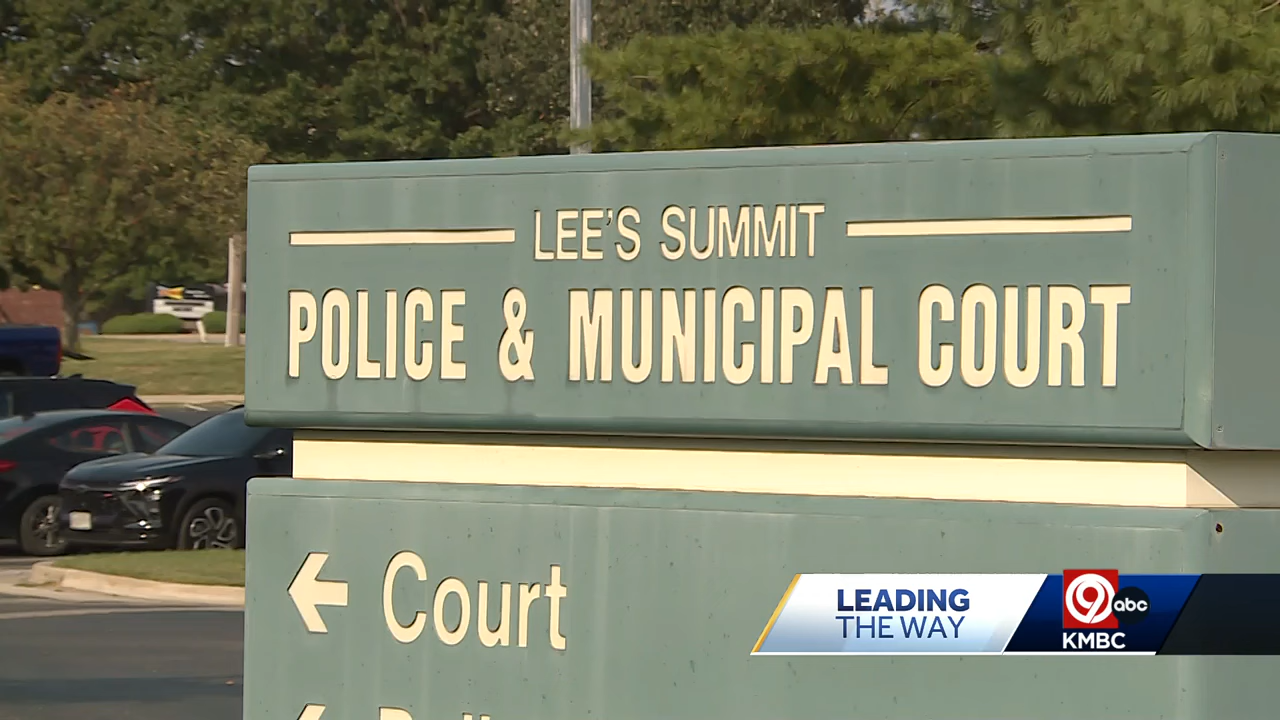 LEE'S SUMMIT
POLICE & MUNICIPAL COURT
Court
LEADING
THE WAY
9
abc
KMBC